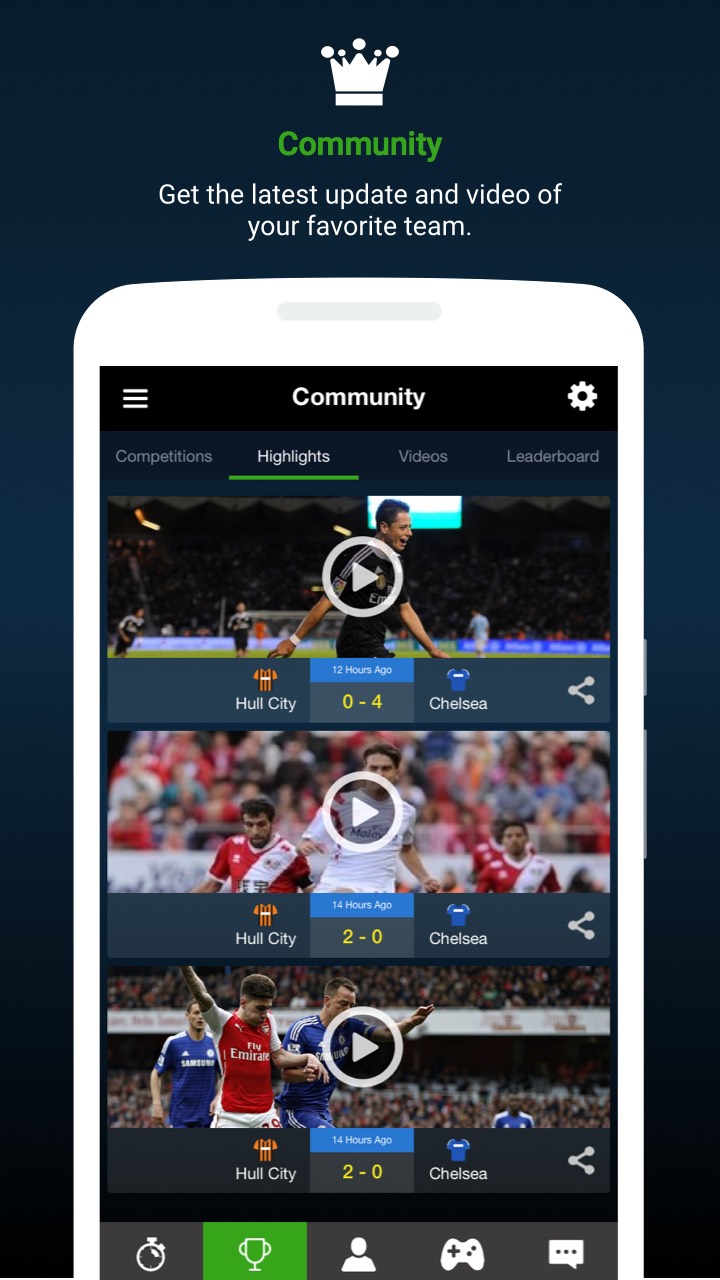 Community
Get the latest update and video of
your favorite team.
Community
Competitions Highlights Videos Leaderboard
12 Hours Ago
Hull City 0 - 4 Chelsea
14 Hours Ago
Hull City 2 - 0 Chelsea
SAMSUNG
Fly
Emirates
SAMSUNG
14 Hours Ago
Hull City 2 - 0 Chelsea